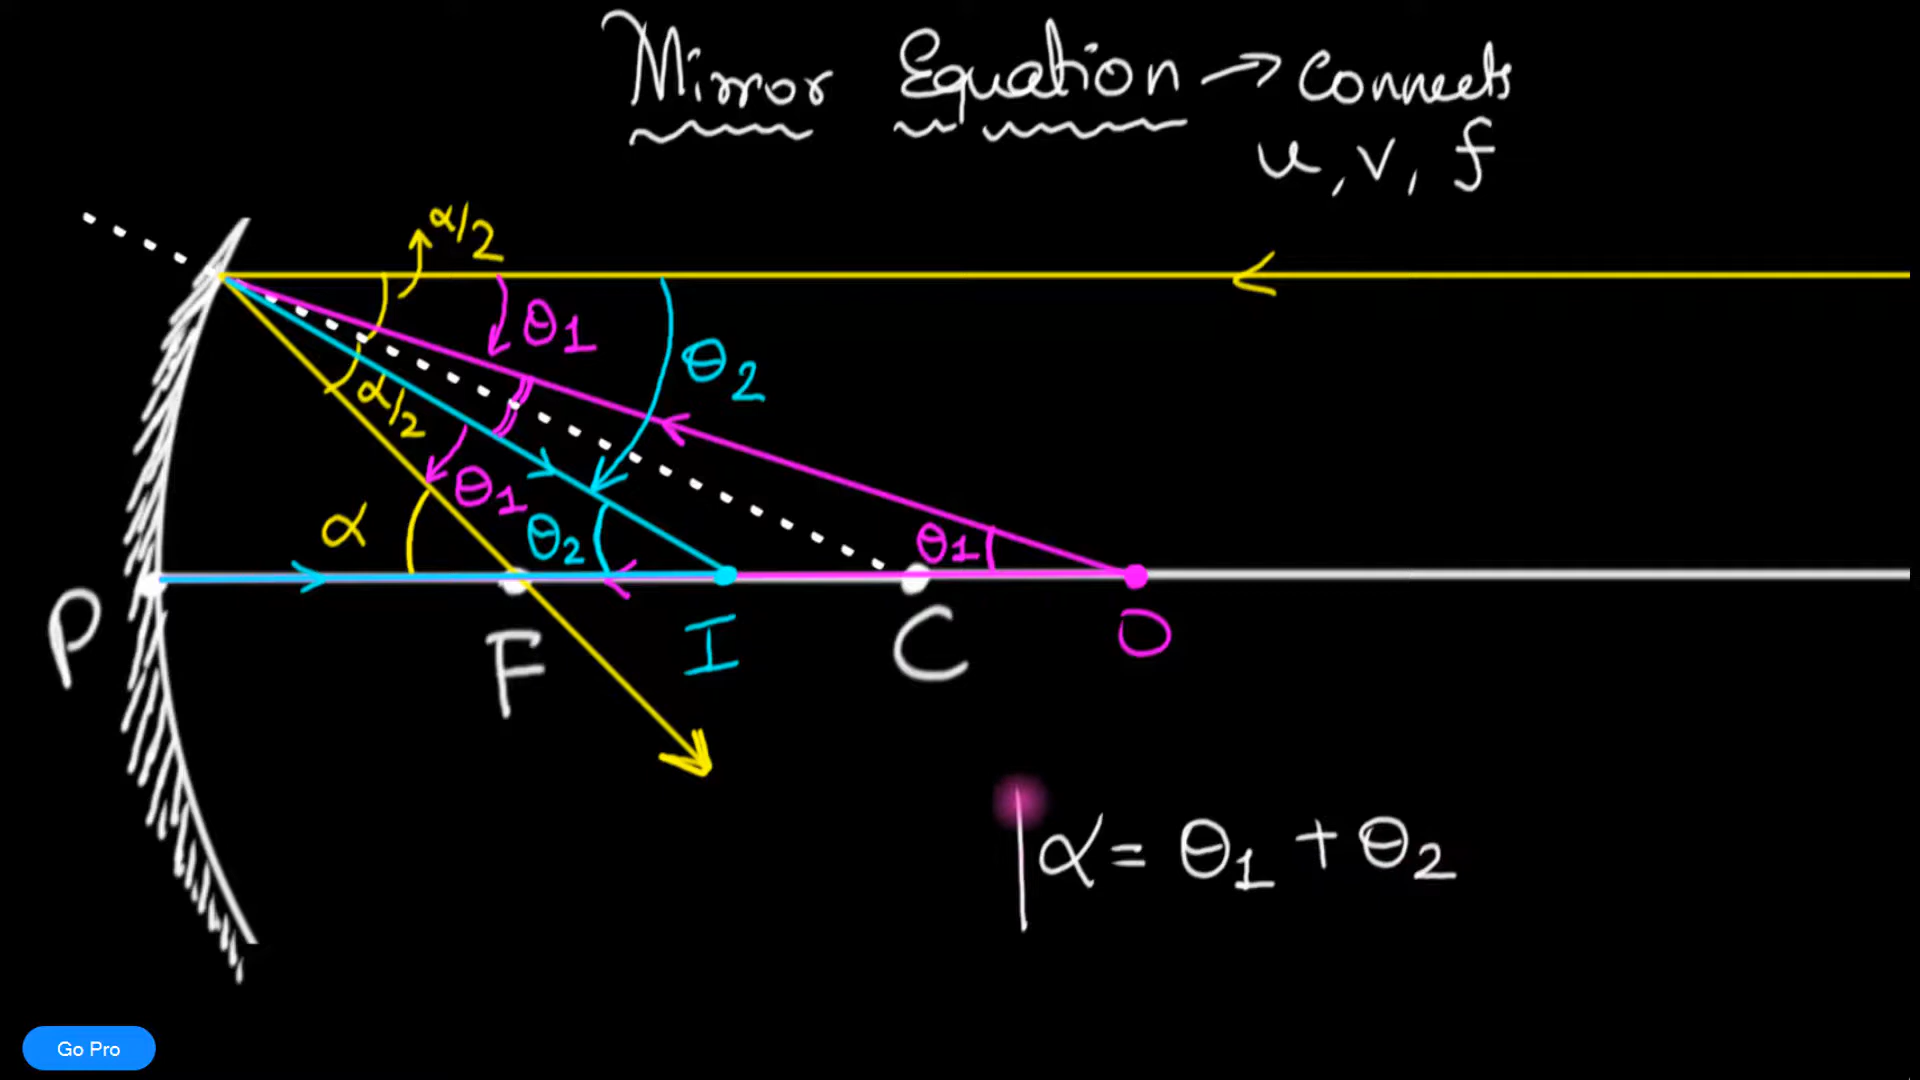 Mirror Equation → Connects
u, v, f
α/2
θ1
θ2
α/2
θ1
α
θ2
θ1
P
F
I
C
O
α = θ1 + θ2
Go Pro